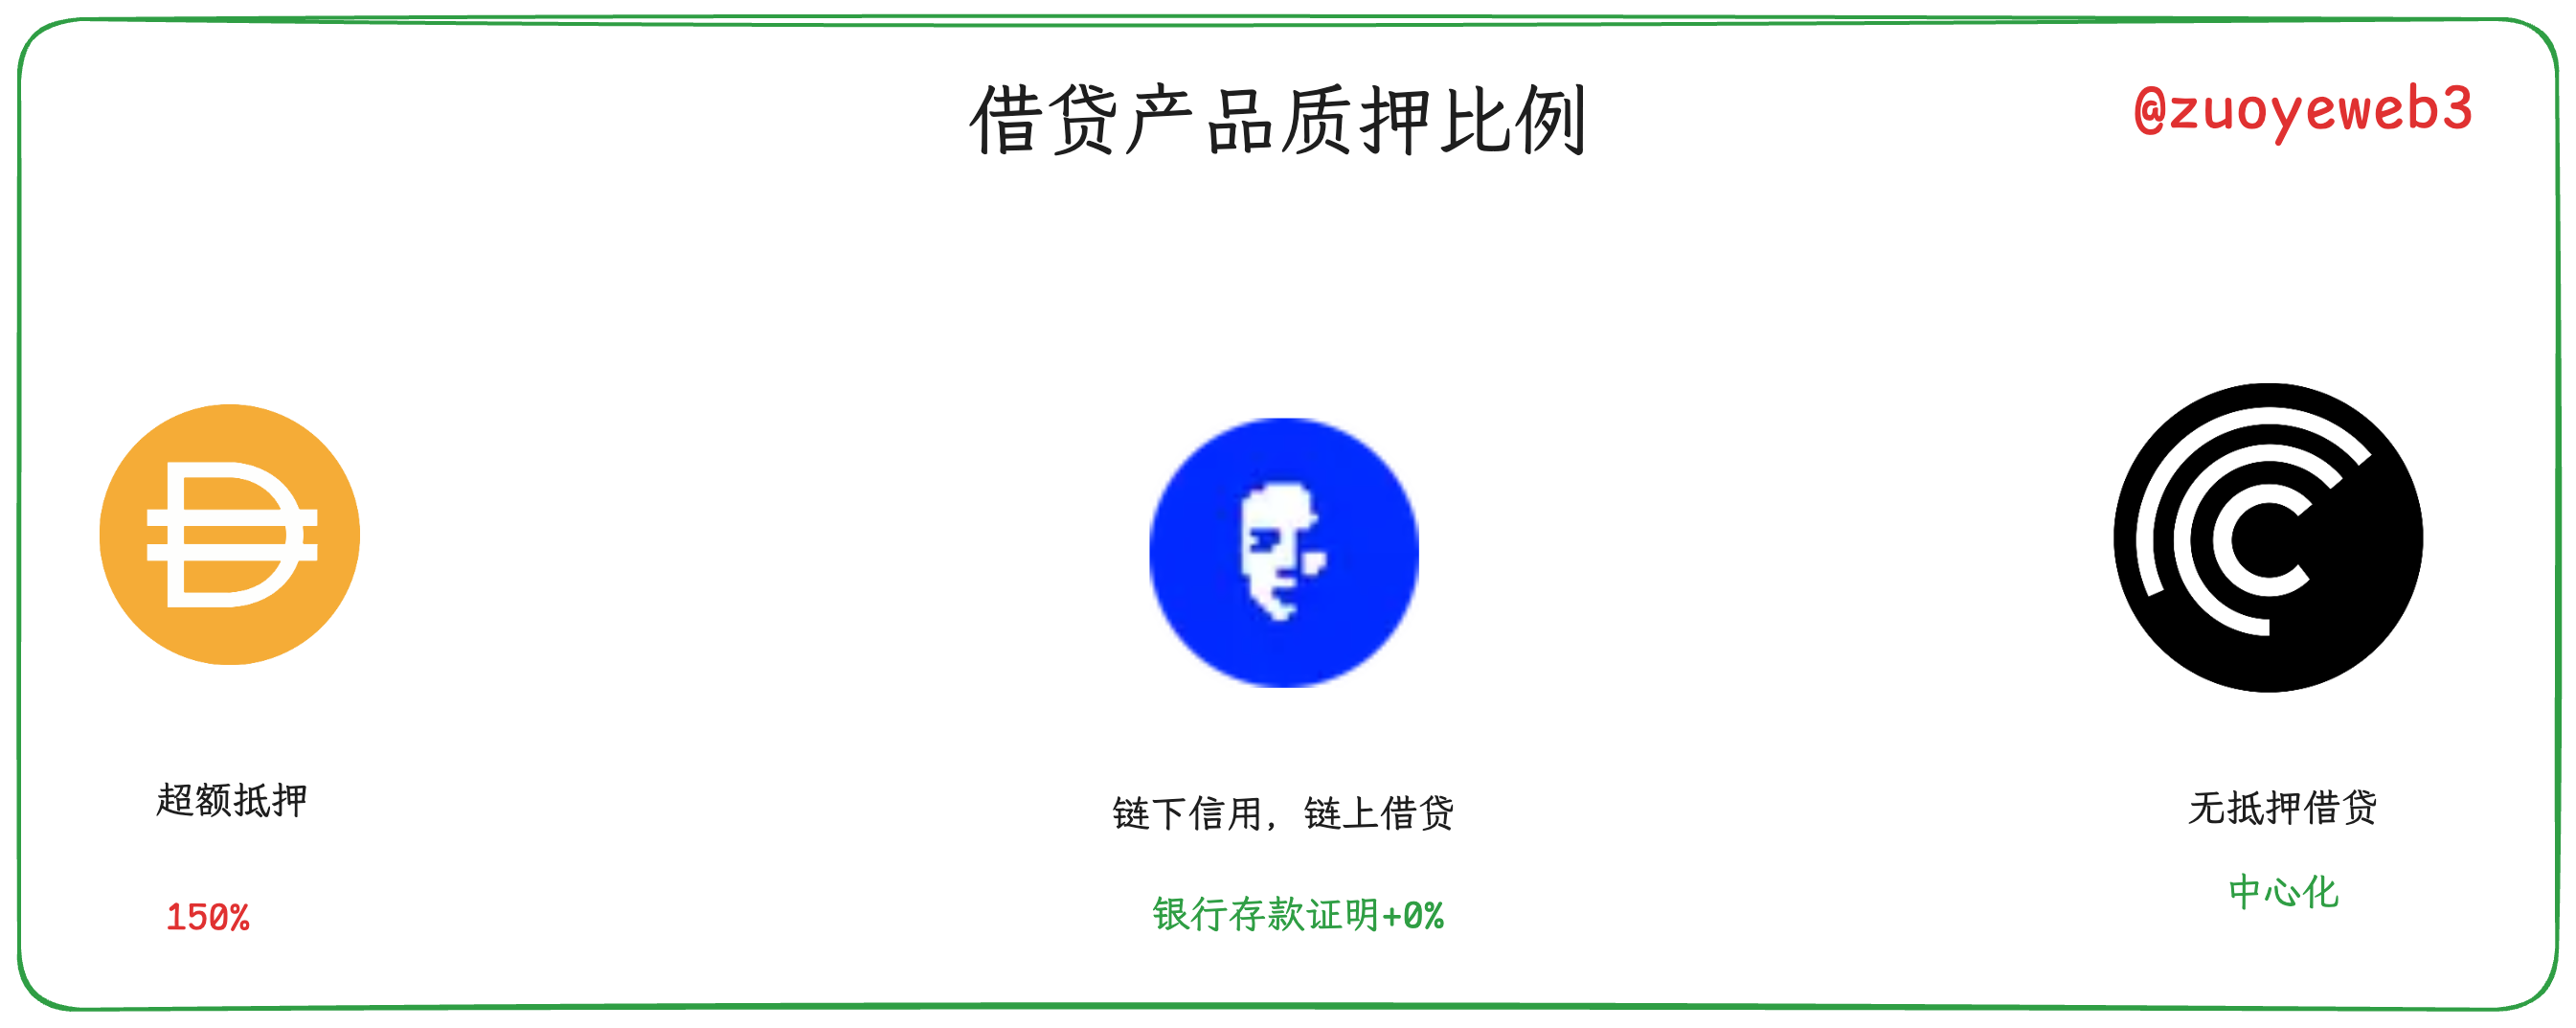 借贷产品质押比例
@zuoyeweb3
超额抵押
链下信用，链上借贷
无抵押借贷
150%
银行存款证明+0%
中心化